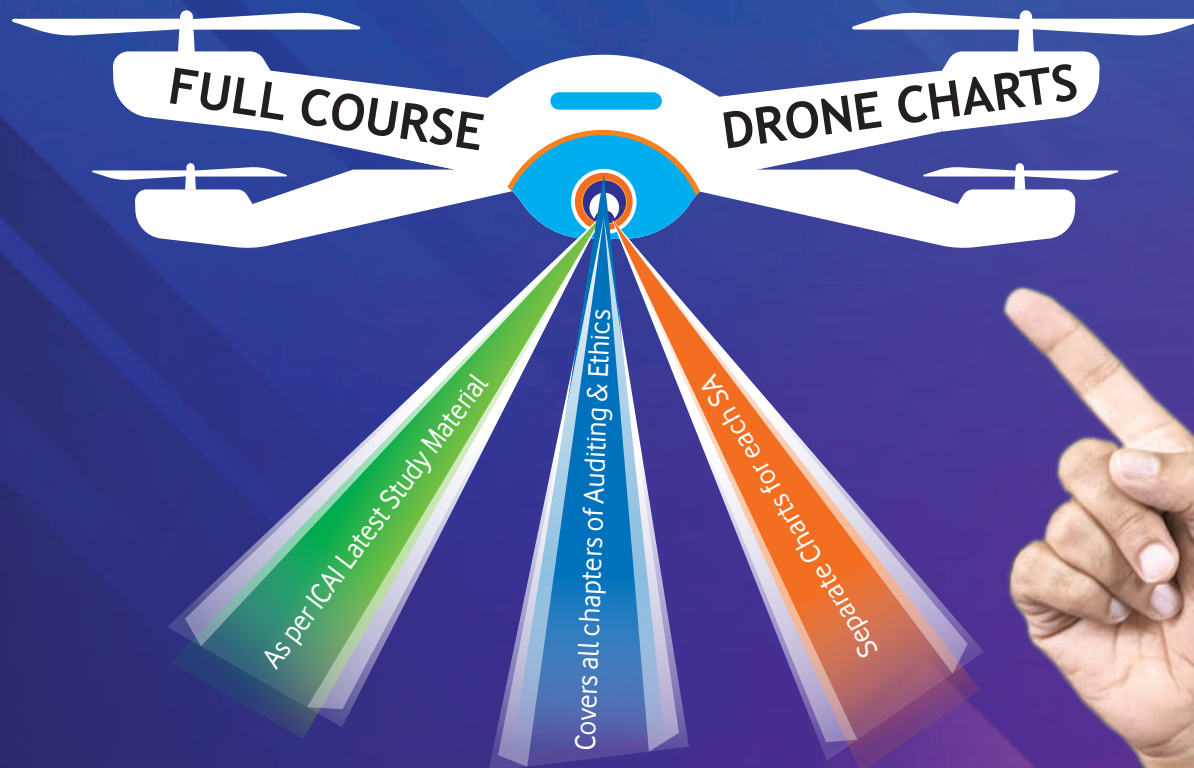 FULL COURSE
DRONE CHARTS
As per ICAI Latest Study Material
Covers all chapters of Auditing & Ethics
Separate Charts for each SA